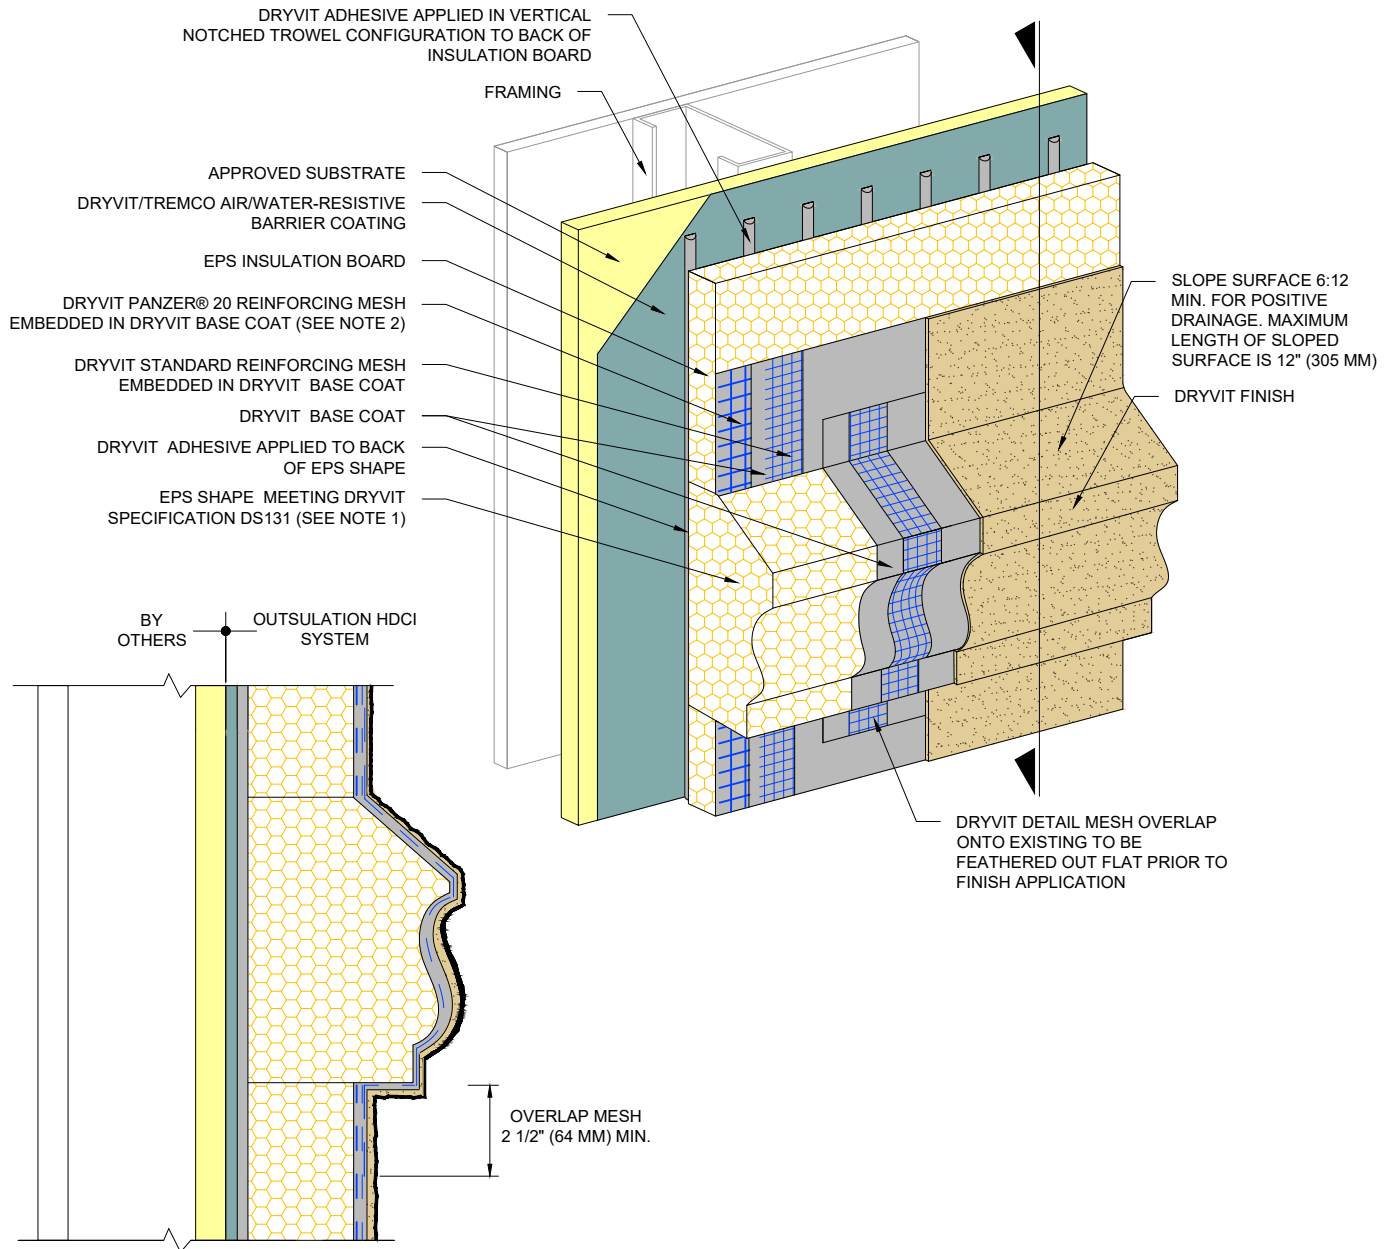 DRYVIT ADHESIVE APPLIED IN VERTICAL
NOTCHED TROWEL CONFIGURATION TO BACK OF
INSULATION BOARD
FRAMING
APPROVED SUBSTRATE
DRYVIT/TREMCO AIR/WATER-RESISTIVE
BARRIER COATING
EPS INSULATION BOARD
DRYVIT PANZER® 20 REINFORCING MESH
EMBEDDED IN DRYVIT BASE COAT (SEE NOTE 2)
DRYVIT STANDARD REINFORCING MESH
EMBEDDED IN DRYVIT BASE COAT
DRYVIT BASE COAT
DRYVIT ADHESIVE APPLIED TO BACK
OF EPS SHAPE
EPS SHAPE MEETING DRYVIT
SPECIFICATION DS131 (SEE NOTE 1)
SLOPE SURFACE 6:12
MIN. FOR POSITIVE
DRAINAGE. MAXIMUM
LENGTH OF SLOPED
SURFACE IS 12" (305 MM)
DRYVIT FINISH
DRYVIT DETAIL MESH OVERLAP
ONTO EXISTING TO BE
FEATHERED OUT FLAT PRIOR TO
FINISH APPLICATION
BY
OTHERS
OUTSULATION HDCI
SYSTEM
OVERLAP MESH
2 1/2" (64 MM) MIN.